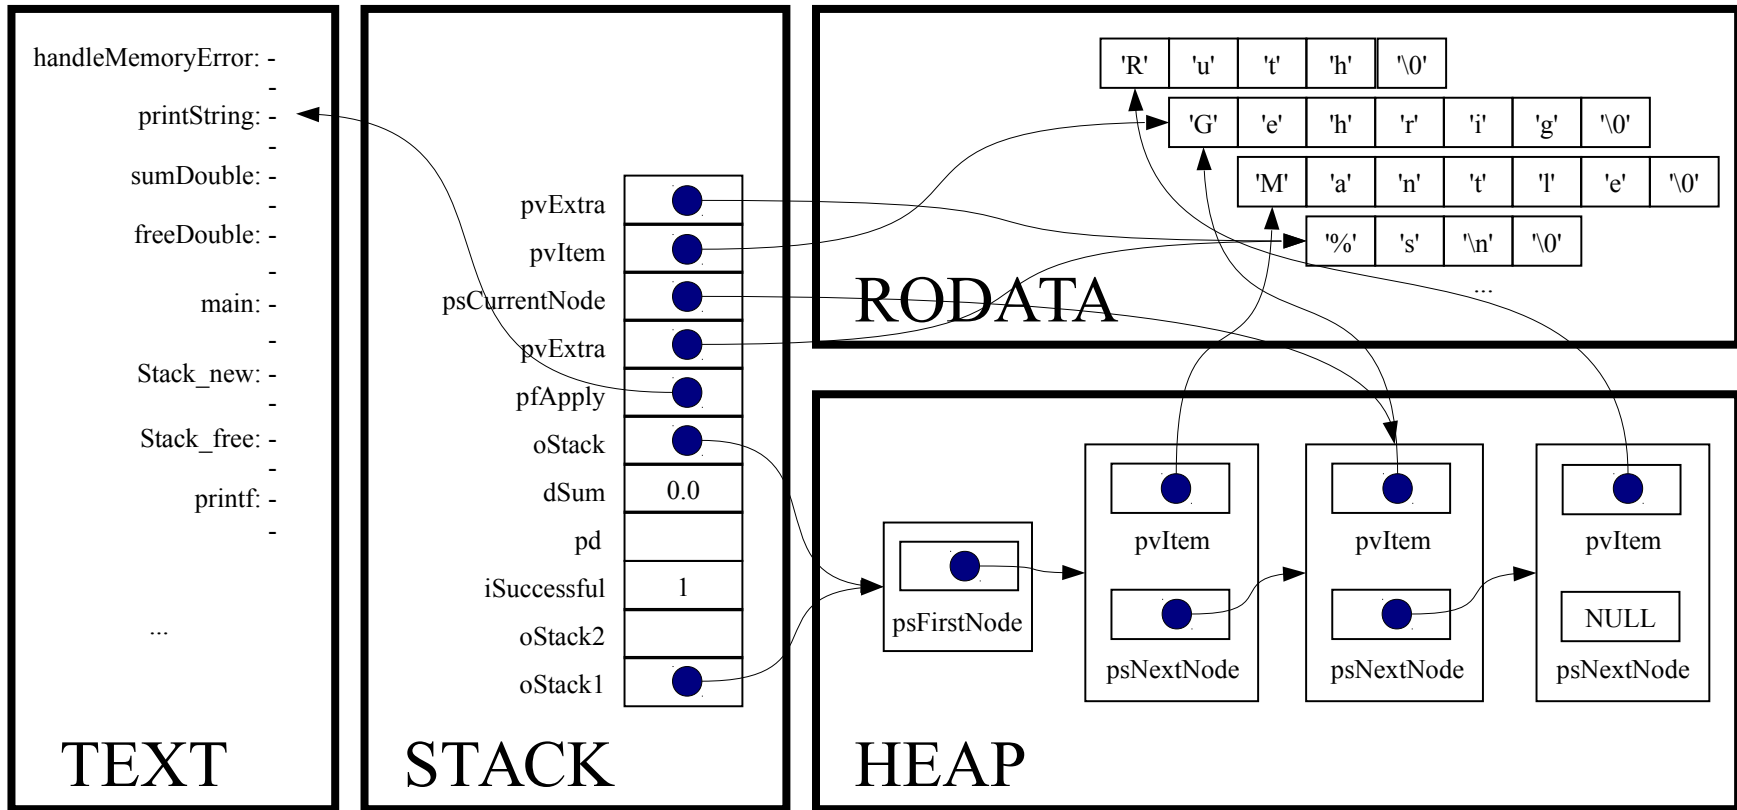 handleMemoryError: -
-
printString: -
-
sumDouble: -
-
freeDouble: -
-
main: -
-
Stack_new: -
-
Stack_free: -
-
printf: -
-
...
TEXT
pvExtra
pvItem
psCurrentNode
pvExtra
pfApply
oStack
dSum 0.0
pd
iSuccessful 1
oStack2
oStack1
STACK
'R' 'u' 't' 'h' '\0'
'G' 'e' 'h' 'r' 'i' 'g' '\0'
'M' 'a' 'n' 't' 'l' 'e' '\0'
'%' 's' '\n' '\0'
...
RODATA
psFirstNode
pvItem
psNextNode
pvItem
psNextNode
pvItem
NULL
psNextNode
HEAP